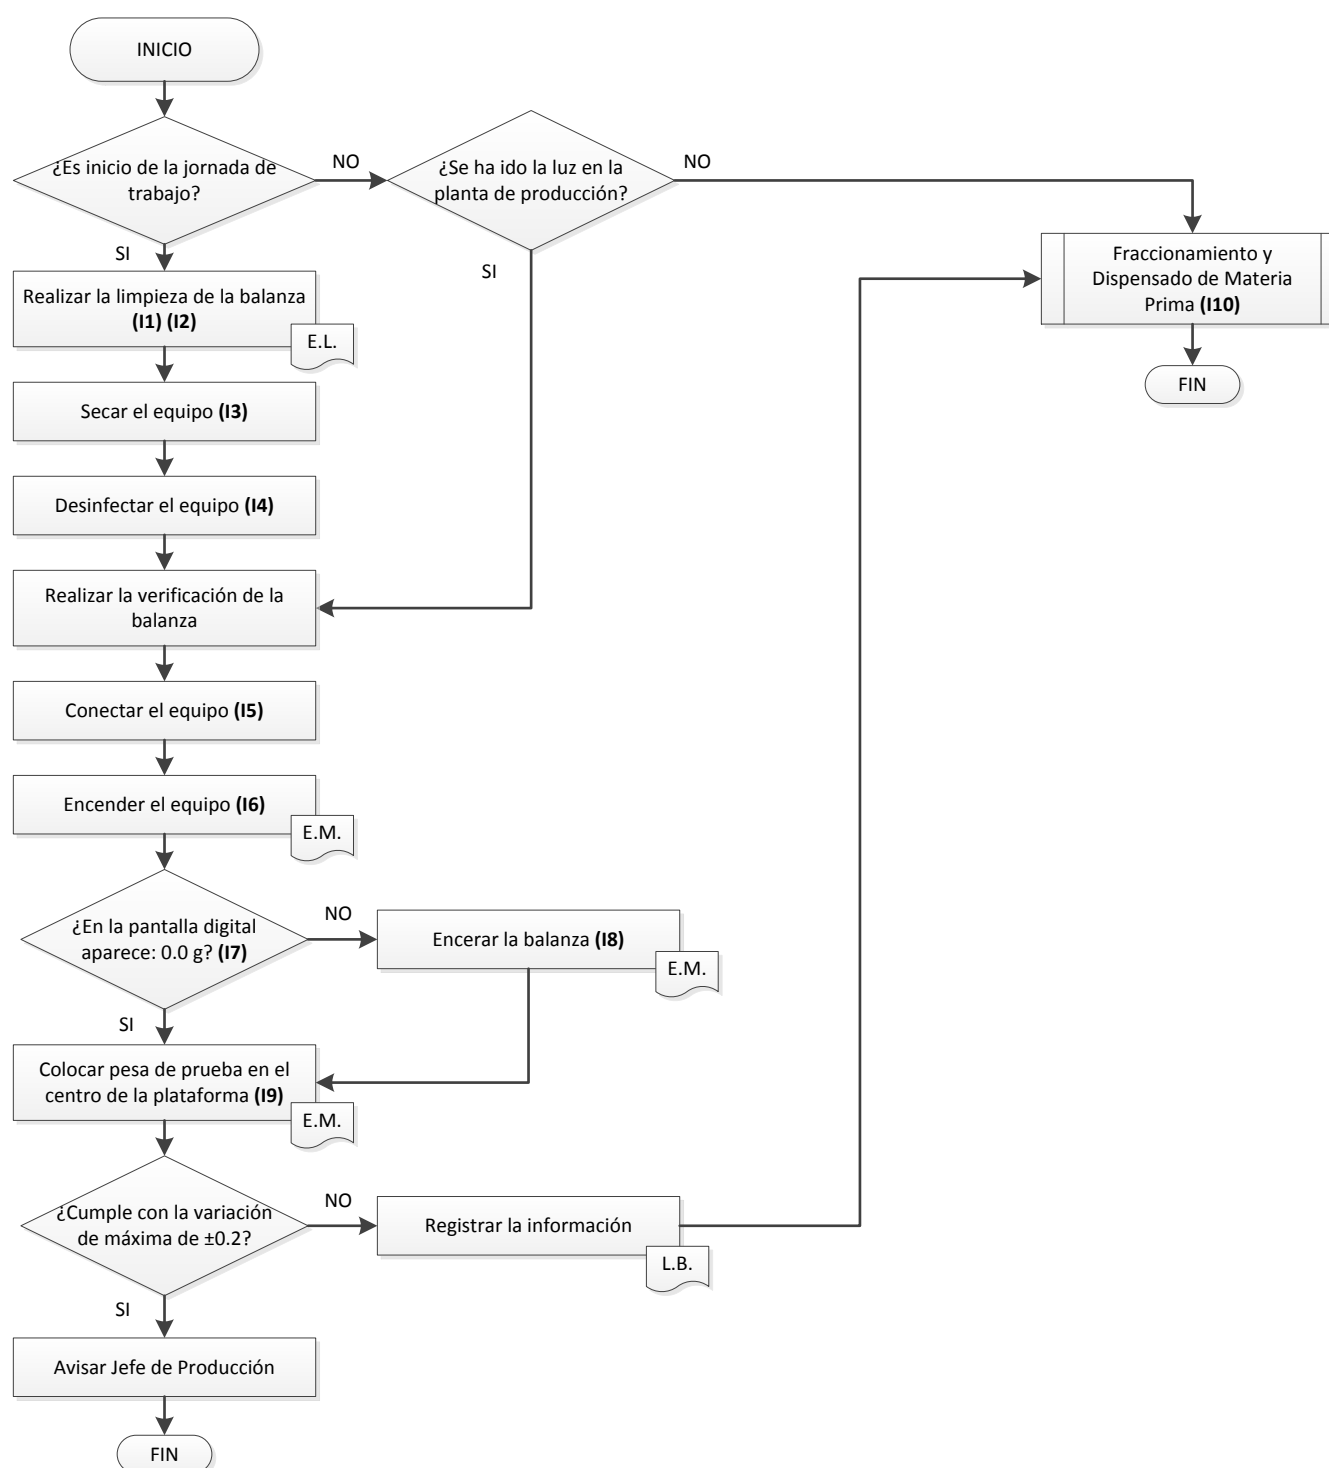 INICIO
¿Es inicio de la jornada de
trabajo?
NO
¿Se ha ido la luz en la
planta de producción?
NO
SI
SI
Fraccionamiento y
Dispensado de Materia
Prima (I10)
FIN
Realizar la limpieza de la balanza
(I1) (I2)
E.L.
Secar el equipo (I3)
Desinfectar el equipo (I4)
Realizar la verificación de la
balanza
Conectar el equipo (I5)
Encender el equipo (I6)
E.M.
¿En la pantalla digital
aparece: 0.0 g? (I7)
NO
Encerar la balanza (I8)
E.M.
SI
Colocar pesa de prueba en el
centro de la plataforma (I9)
E.M.
¿Cumple con la variación
de máxima de ±0.2?
NO
Registrar la información
L.B.
SI
Avisar Jefe de Producción
FIN